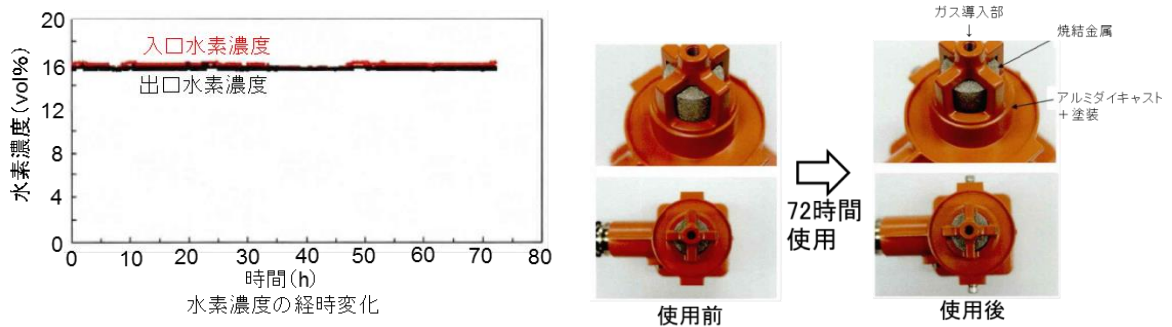 水素濃度(vol%)
20
16
12
8
4
0
入口水素濃度
出口水素濃度
0 10 20 30 40 50 60 70 80
時間(h)
水素濃度の経時変化
72時間
使用
使用前
ガス導入部
↓
焼結金属
アルミダイキャスト
+塗装
使用後